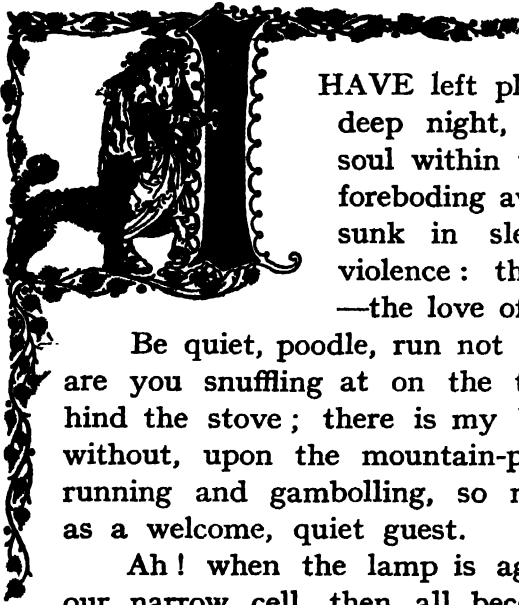 I HAVE left pl
deep night,
soul within
foreboding av
sunk in sle
violence : th
—the love of
Be quiet, poodle, run not
are you snuffling at on the t
hind the stove ; there is my
without, upon the mountain-p
running and gambolling, so
as a welcome, quiet guest.
Ah ! when the lamp is ag
our narrow cell, then all bec